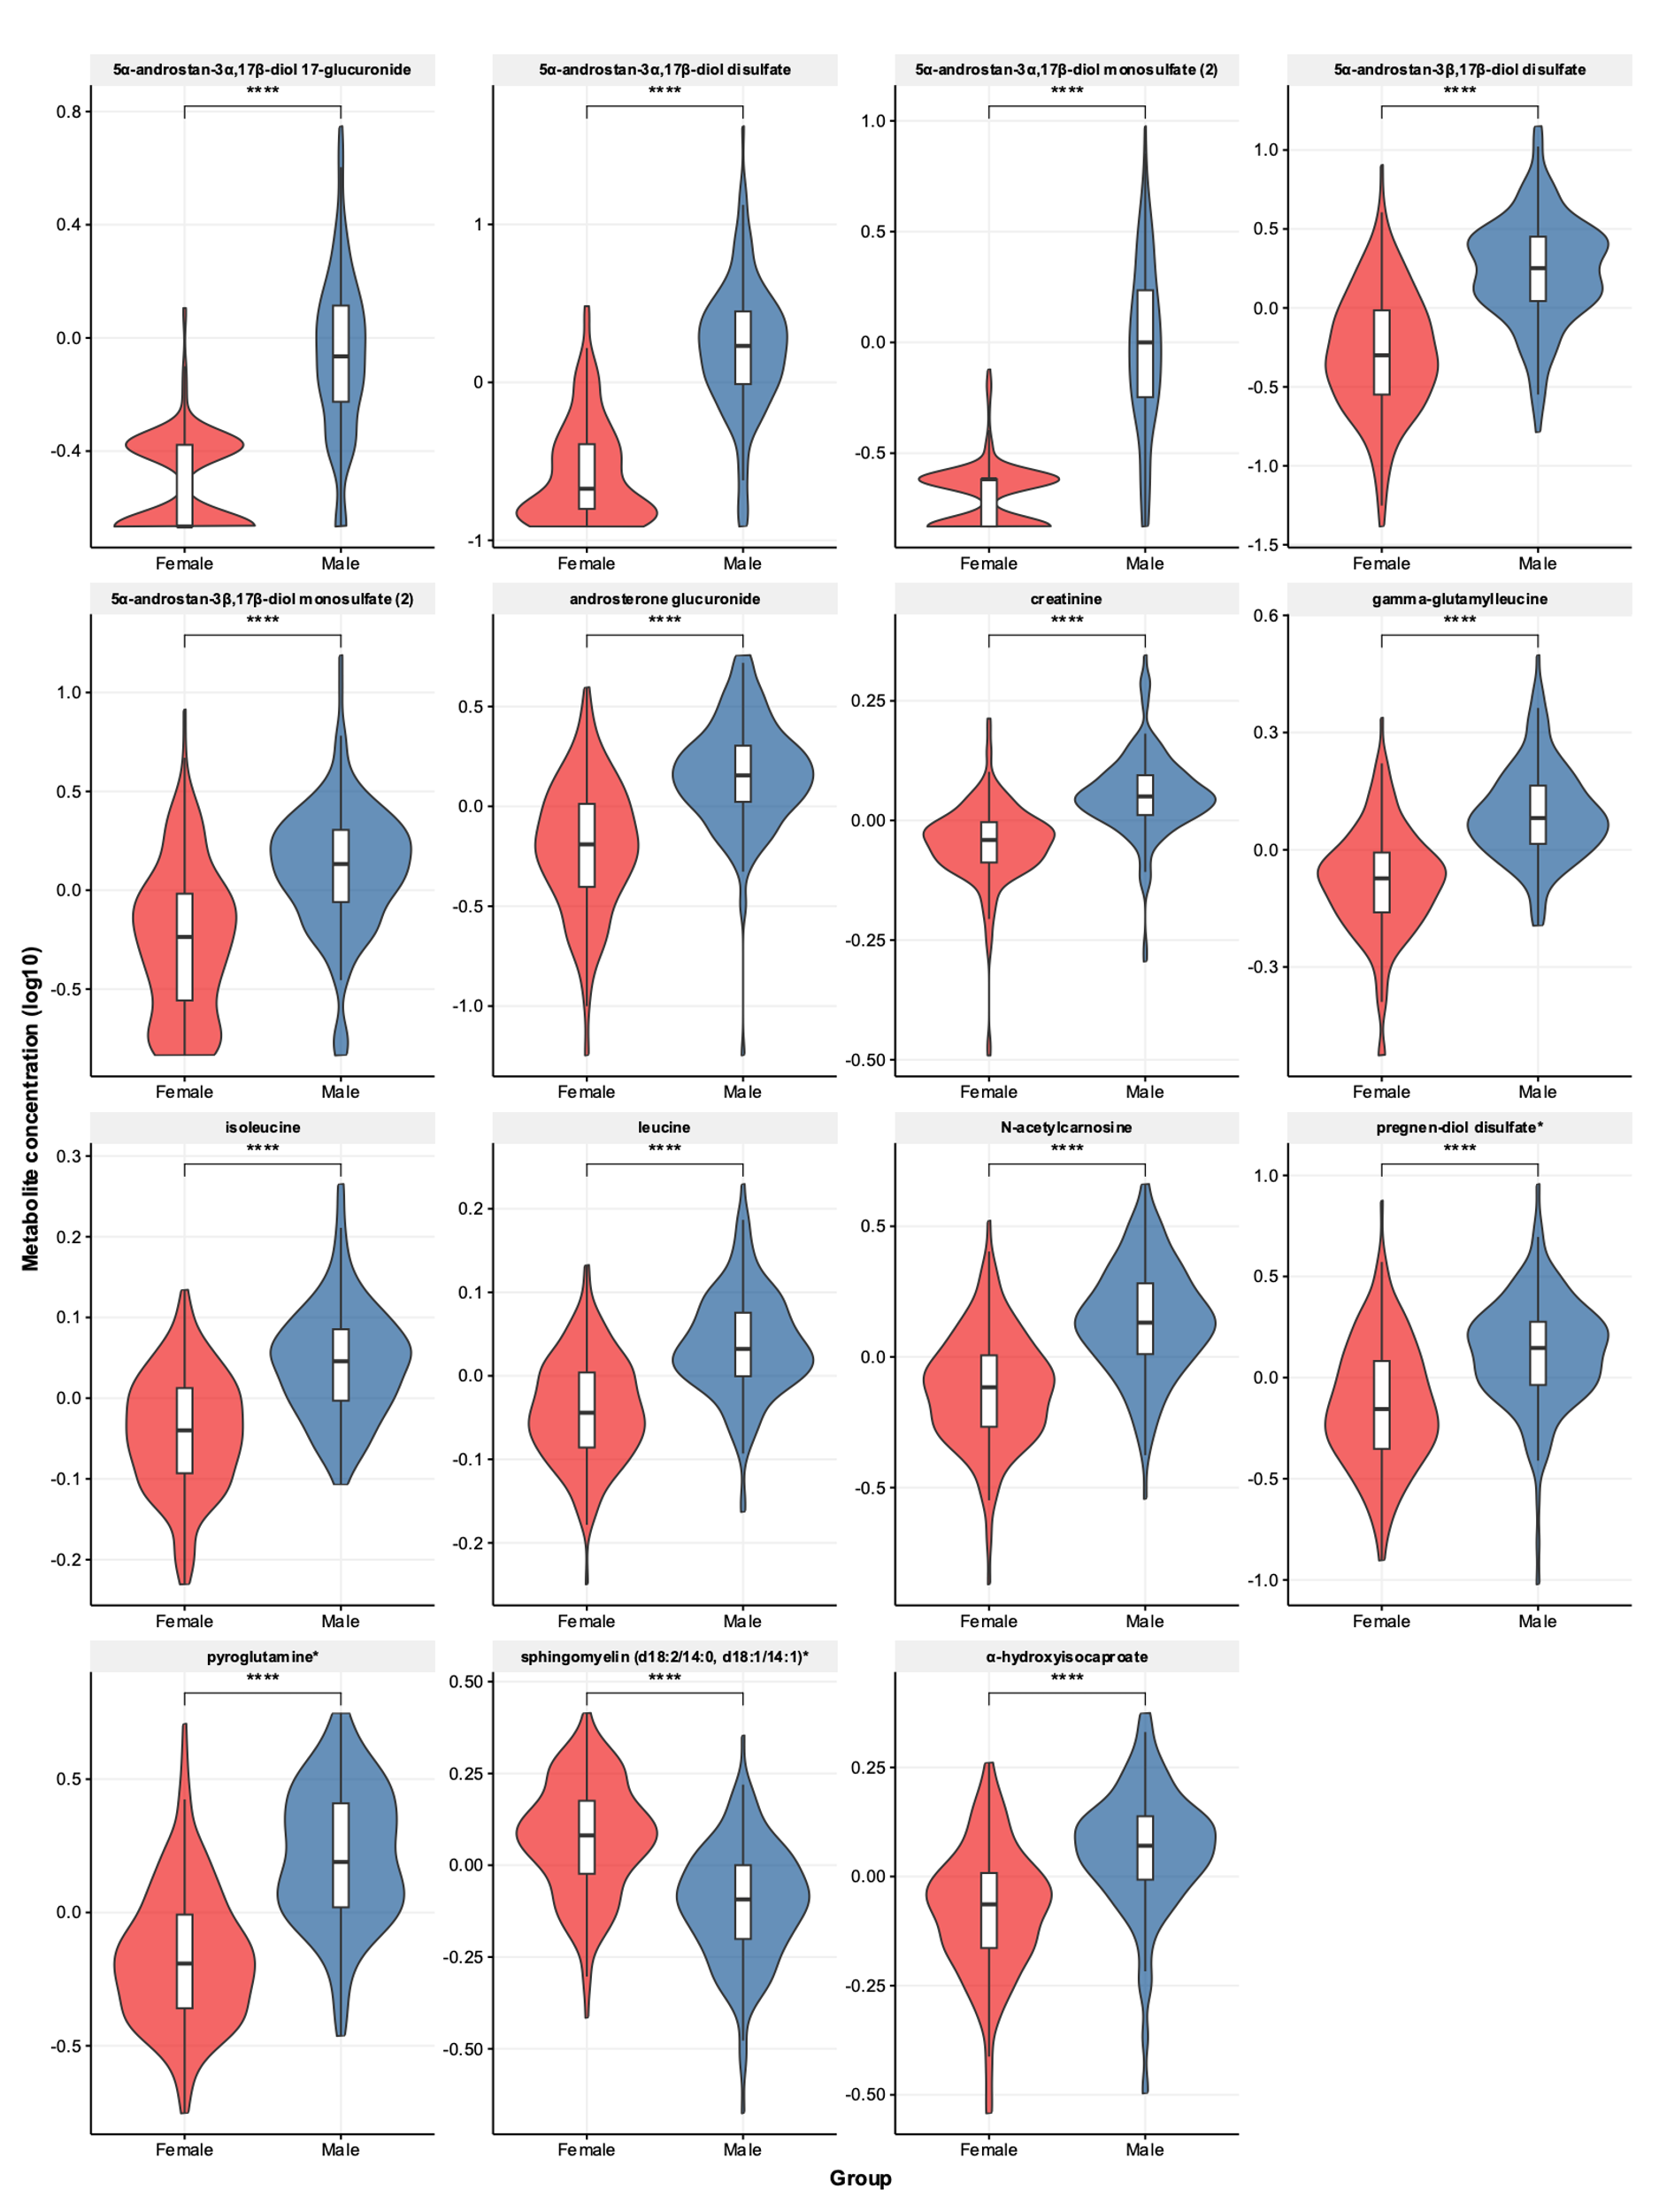 5α-androstan-3α,17β-diol 17-glucuronide
5α-androstan-3α,17β-diol disulfate
5α-androstan-3α,17β-diol monosulfate (2)
5α-androstan-3β,17β-diol disulfate
****
****
****
****
0.8
0.4
0.0
-0.4
1
0
-1
1.0
0.5
0.0
-0.5
1.0
0.5
0.0
-0.5
-1.0
-1.5
Female Male
Female Male
Female Male
Female Male
5α-androstan-3β,17β-diol monosulfate (2)
androsterone glucuronide
creatinine
gamma-glutamylleucine
****
****
****
****
1.0
0.5
0.0
-0.5
0.5
0.0
-0.5
-1.0
0.25
0.00
-0.25
-0.50
0.6
0.3
0.0
-0.3
Female Male
Female Male
Female Male
Female Male
Metabolite concentration (log10)
isoleucine
leucine
N-acetylcarnosine
pregnen-diol disulfate*
****
****
****
****
0.3
0.2
0.1
0.0
-0.1
-0.2
0.2
0.1
0.0
-0.1
-0.2
0.5
0.0
-0.5
1.0
0.5
0.0
-0.5
-1.0
Female Male
Female Male
Female Male
Female Male
pyroglutamine*
sphingomyelin (d18:2/14:0, d18:1/14:1)*
α-hydroxyisocaproate
****
****
****
0.5
0.0
-0.5
0.50
0.25
0.00
-0.25
-0.50
0.25
0.00
-0.25
-0.50
Female Male
Female Male
Female Male
Group